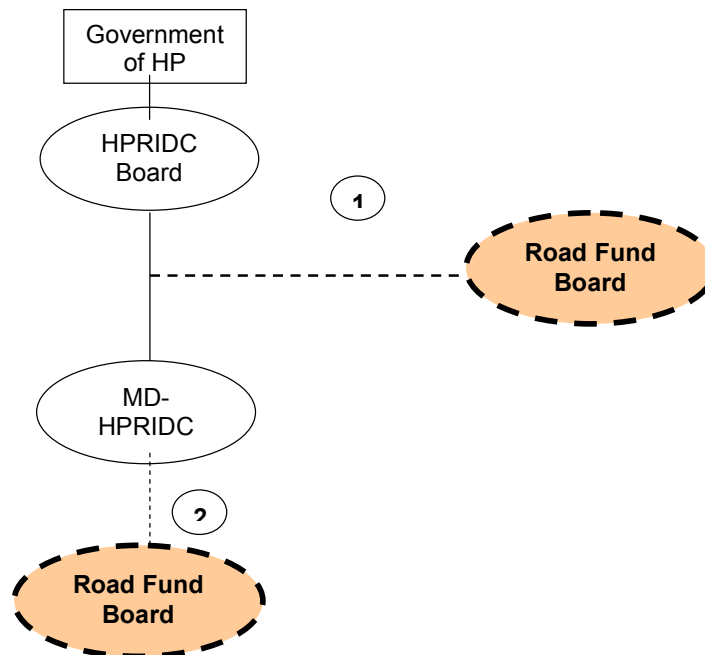 Government
of HP
HPRIDC
Board
1
Road Fund
Board
MD-
HPRIDC
2
Road Fund
Board